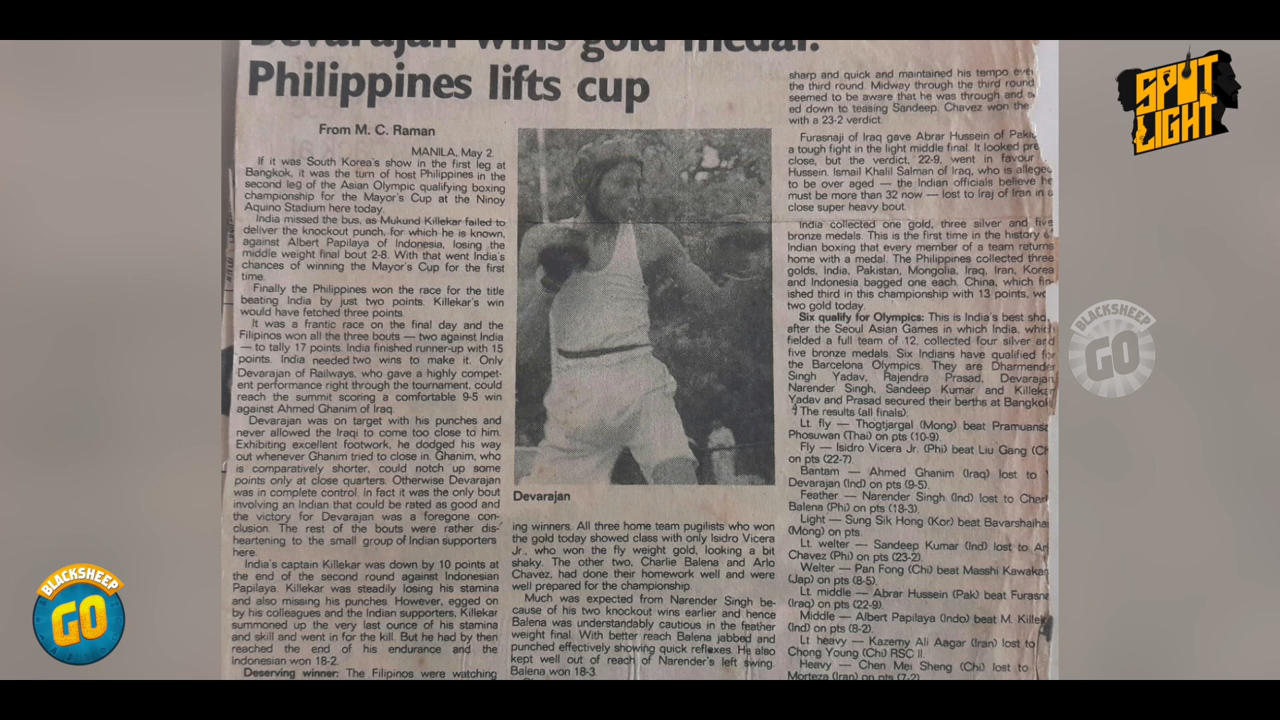 Devarajan wins gold medal:
Philippines lifts cup
From M. C. Raman
MANILA, May 2.
If it was South Korea's show in the first leg at
Bangkok, it was the turn of host Philippines in the
second leg of the Asian Olympic qualifying boxing
championship for the Mayor's Cup at the Ninoy
Aquino Stadium here today.
India missed the bus, as Mukund Killekar failed to
deliver the knockout punch, for which he is known,
against Albert Papilaya of Indonesia, losing the
middle weight final bout 2-8. With that went India's
chances of winning the Mayor's Cup for the first
time.
Finally the Philippines won the race for the title
beating India by just two points. Killekar's win
would have fetched three points.
It was a frantic race on the final day and the
Filipinos won all the three bouts — two against India
— to tally 17 points. India finished runner-up with 15
points. India needed two wins to make it. Only
Devarajan of Railways, who gave a highly compet-
ent performance right through the tournament, could
reach the summit scoring a comfortable 9-5 win
against Ahmed Ghanim of Iraq.
Devarajan was on target with his punches and
never allowed the Iraqi to come too close to him.
Exhibiting excellent footwork, he dodged his way
out whenever Ghanim tried to close in. Ghanim, who
is comparatively shorter, could notch up some
points only at close quarters. Otherwise Devarajan
was in complete control. In fact it was the only bout
involving an Indian that could be rated as good and
the victory for Devarajan was a foregone con-
clusion. The rest of the bouts were rather dis-
heartening to the small group of Indian supporters
here.
India's captain Killekar was down by 10 points at
the end of the second round against Indonesian
Papilaya. Killekar was steadily losing his stamina
and also missing his punches. However, egged on
by his colleagues and the Indian supporters, Killekar
summoned up the very last ounce of his stamina
and skill and went in for the kill. But he had by then
reached the end of his endurance and the
Indonesian won 18-2.
Deserving winner: The Filipinos were watching
Devarajan
ing winners. All three home team pugilists who won
the gold today showed class with only Isidro Vicera
Jr., who won the fly weight gold, looking a bit
shaky. The other two, Charlie Balena and Arlo
Chavez, had done their homework well and were
well prepared for the championship.
Much was expected from Narender Singh be-
cause of his two knockout wins earlier and hence
Balena was understandably cautious in the feather
weight final. With better reach Balena jabbed and
punched effectively showing quick reflexes. He also
kept well out of reach of Narender's left swing.
Balena won 18-3.
sharp and quick and maintained his tempo even
the third round. Midway through the third round
seemed to be aware that he was through and
ed down to teasing Sandeep. Chavez won the
with a 23-2 verdict.
Furasnaji of Iraq gave Abrar Hussein of Paki
a tough fight in the light middle final. It looked pre
close, but the verdict, 22-9, went in favour
Hussein. Ismail Khalil Salman of Iraq, who is alleged
to be over aged — the Indian officials believe he
must be more than 32 now — lost to Iraj of Iran in a
close super heavy bout.
India collected one gold, three silver and five
bronze medals. This is the first time in the history
Indian boxing that every member of a team returns
home with a medal. The Philippines collected three
golds, India, Pakistan, Mongolia, Iraq, Iran, Korea
and Indonesia bagged one each. China, which fin
ished third in this championship with 13 points, wo
two gold today.
Six qualify for Olympics: This is India's best sho
after the Seoul Asian Games in which India, which
fielded a full team of 12, collected four silver and
five bronze medals. Six Indians have qualified for
the Barcelona Olympics. They are Dharmender
Singh Yadav, Rajendra Prasad, Devarajan
Narender Singh, Sandeep Kumar and Killekar
Yadav and Prasad secured their berths at Bangkok
The results (all finals):
Lt fly — Thogtjargal (Mong) beat Pramuansa
Phosuwan (Thai) on pts (10-9).
Fly — Isidro Vicera Jr. (Phi) beat Liu Gang (Ch
on pts (22-7).
Bantam — Ahmed Ghanim (Iraq) lost to
Devarajan (Ind) on pts (9-5).
Feather — Narender Singh (Ind) lost to Charl
Balena (Phi) on pts (18-3).
Light — Sung Sik Hong (Kor) beat Bavarshaiha
(Mong) on pts.
Lt. welter — Sandeep Kumar (Ind) lost to Arl
Chavez (Phi) on pts (23-2).
Welter — Pan Fong (Chi) beat Masshi Kawakan
(Jap) on pts (8-5).
Lt middle — Abrar Hussein (Pak) beat Furasna
(Iraq) on pts (22-9).
Middle — Albert Papilaya (Indo) beat M. Killek
(Ind) on pts (8-2).
Lt heavy — Kazemy Ali Aagar (Iran) lost to
Chong Young (Chi) RSC II.
Heavy — Chen Mei Sheng (Chi) lost to
Morteza (Iran) on pts (7-2)
SPOT
LIGHT
BLACKSHEEP
GO
BLACKSHEEP
GO